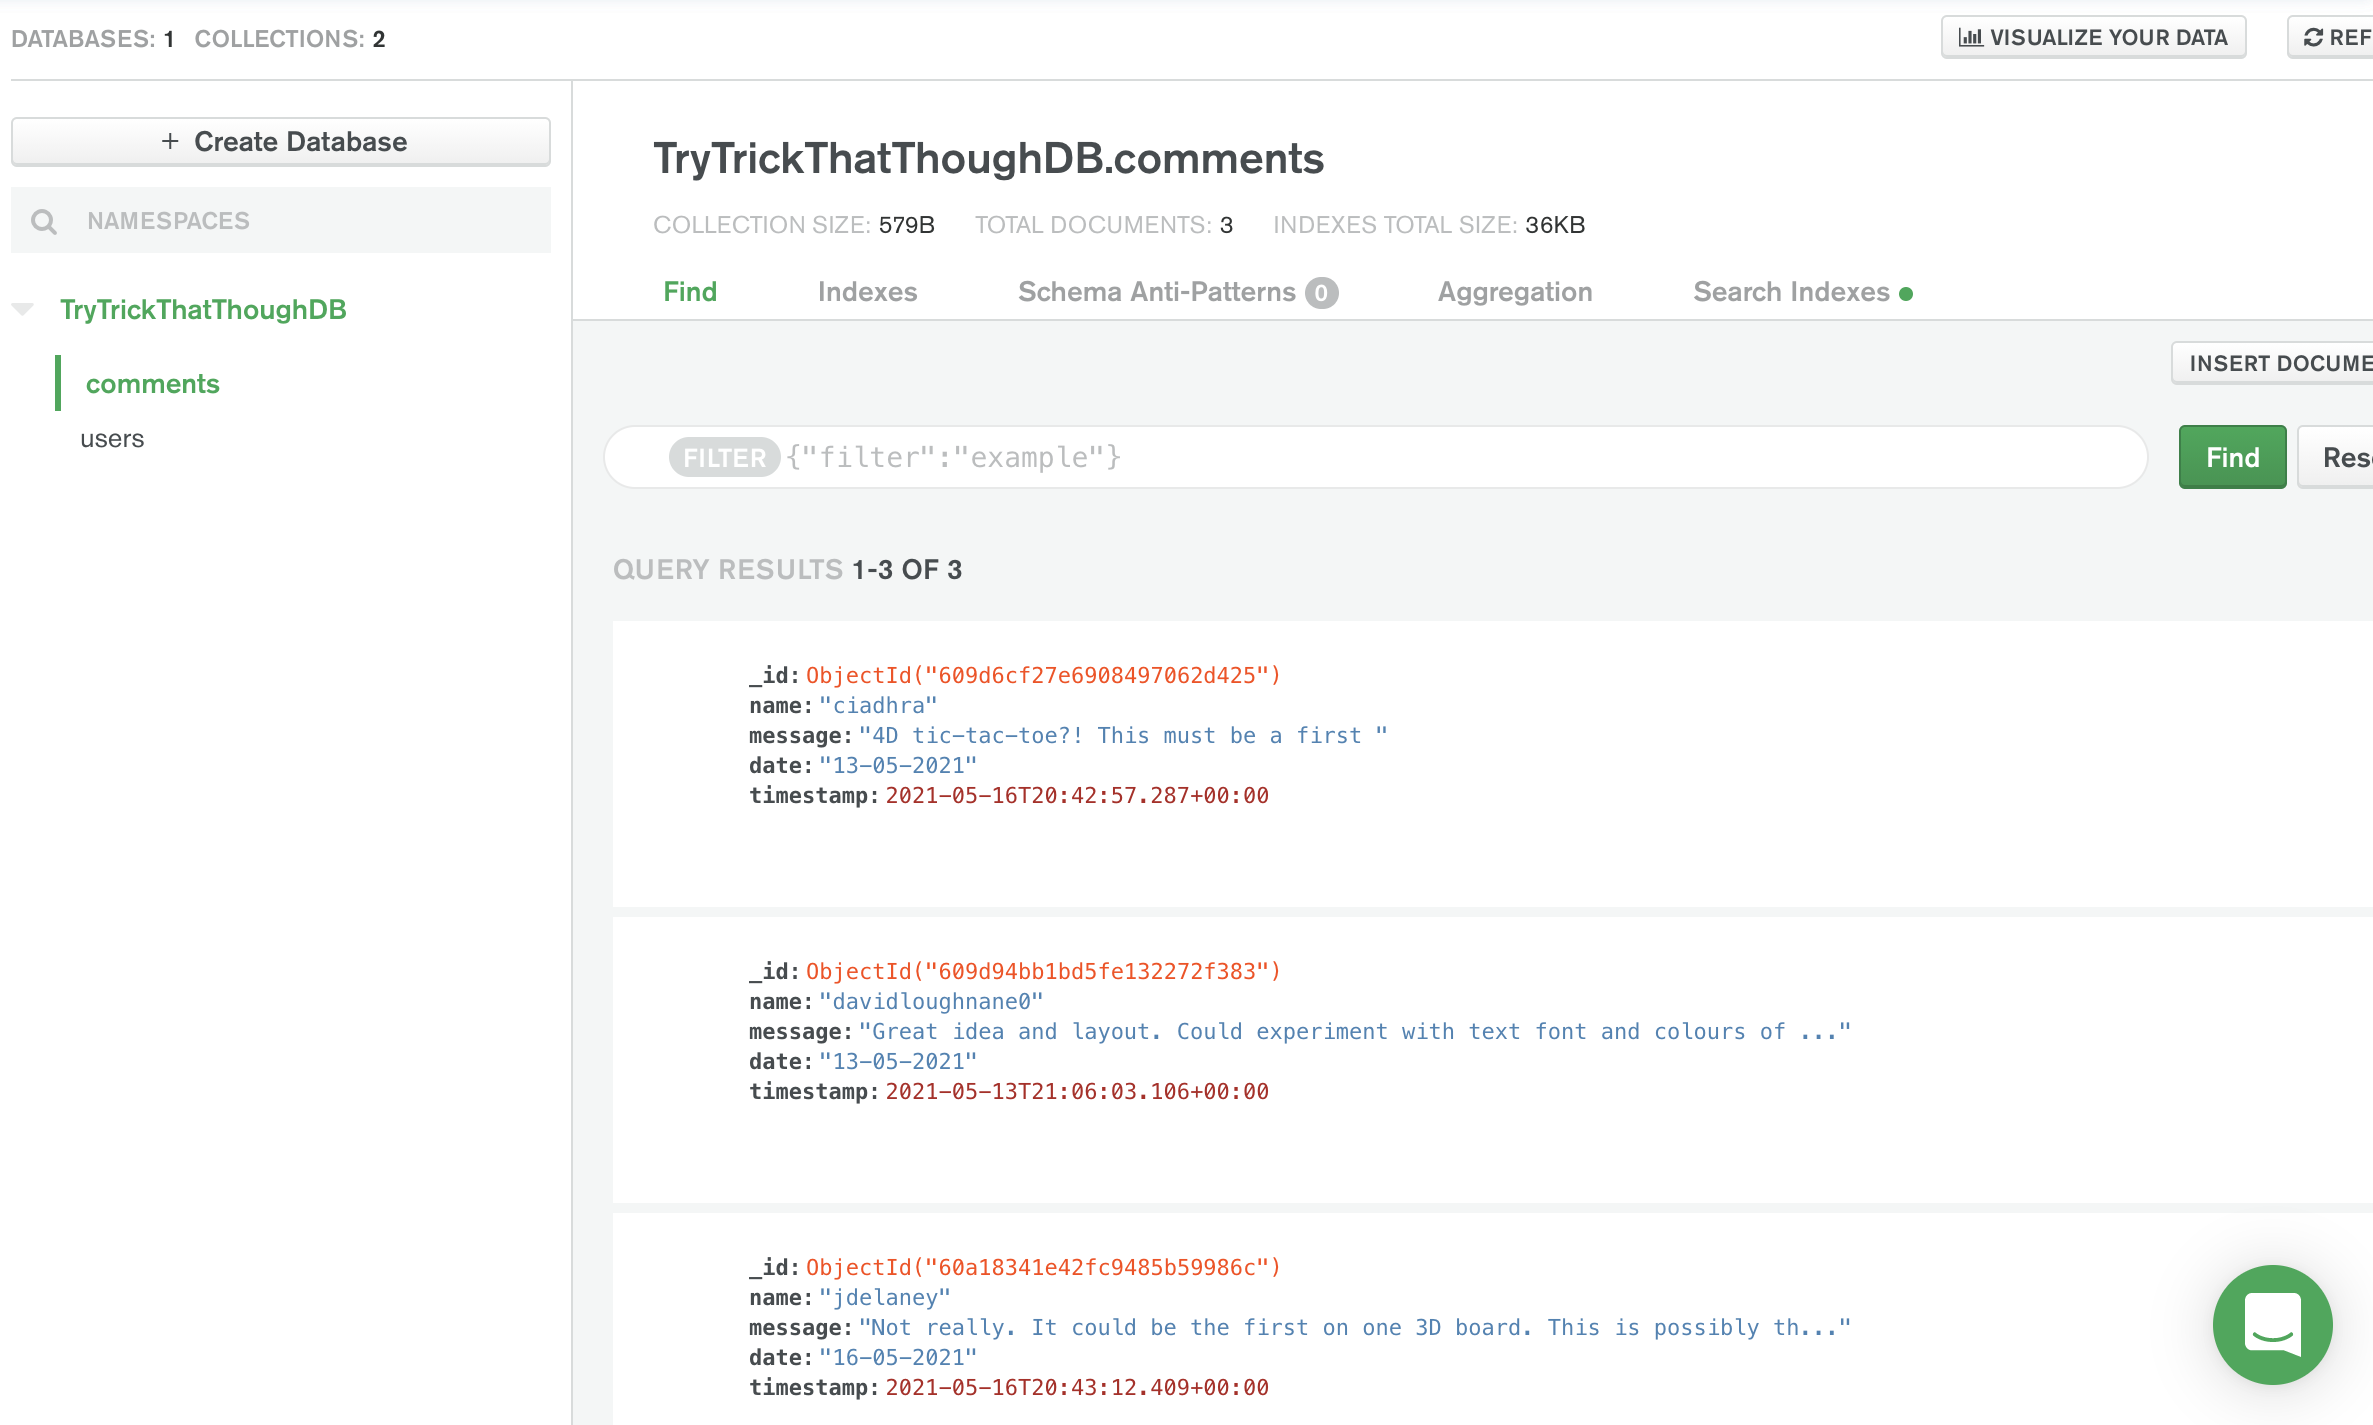 DATABASES: 1 COLLECTIONS: 2
VISUALIZE YOUR DATA
REF
+ Create Database
NAMESPACES
TryTrickThatThoughDB
comments
users
TryTrickThatThoughDB.comments
COLLECTION SIZE: 579B TOTAL DOCUMENTS: 3 INDEXES TOTAL SIZE: 36KB
Find Indexes Schema Anti-Patterns 0 Aggregation Search Indexes
INSERT DOCUME
FILTER {"filter":"example"}
Find
Res
QUERY RESULTS 1-3 OF 3
_id: ObjectId("609d6cf27e6908497062d425")
name: "ciadhra"
message: "4D tic-tac-toe?! This must be a first "
date: "13-05-2021"
timestamp: 2021-05-16T20:42:57.287+00:00
_id: ObjectId("609d94bb1bd5fe132272f383")
name: "davidloughnane0"
message: "Great idea and layout. Could experiment with text font and colours of ..."
date: "13-05-2021"
timestamp: 2021-05-13T21:06:03.106+00:00
_id: ObjectId("60a18341e42fc9485b59986c")
name: "jdelaney"
message: "Not really. It could be the first on one 3D board. This is possibly th..."
date: "16-05-2021"
timestamp: 2021-05-16T20:43:12.409+00:00